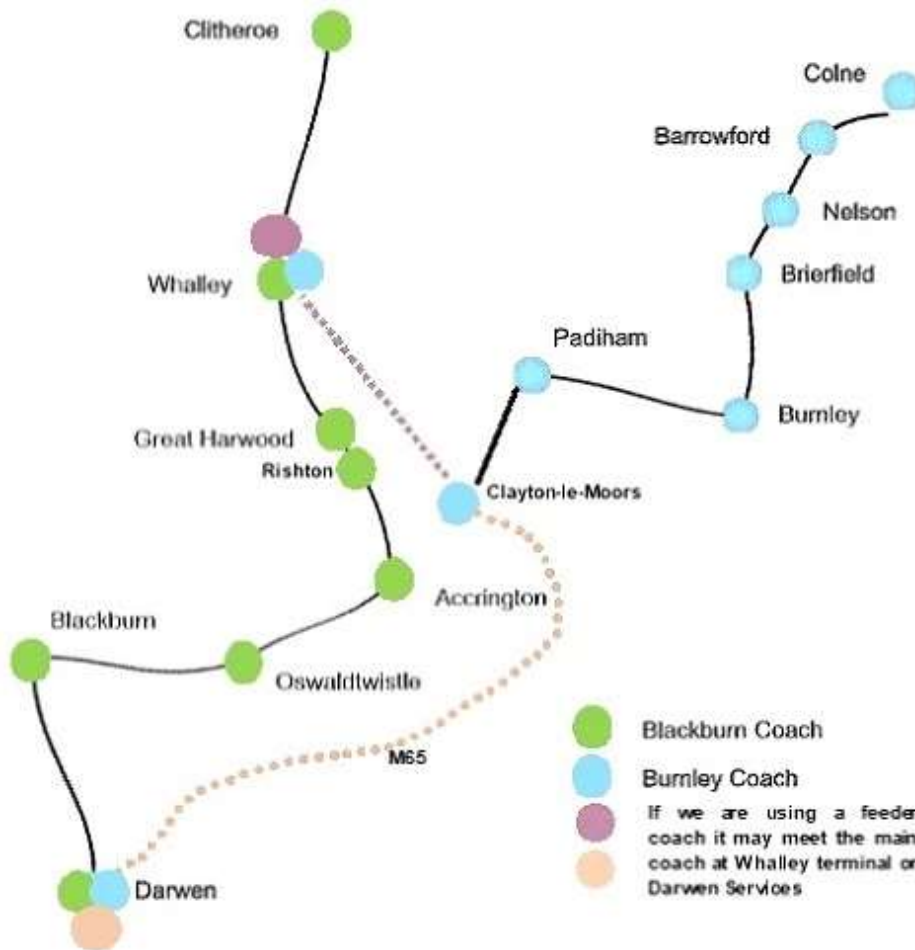 Clitheroe
Colne
Barrowford
Nelson
Whalley
Brierfield
Padiham
Burnley
Great Harwood
Rishton
Clayton-le-Moors
Accrington
Blackburn
Oswaldtwistle
M65
Darwen
Blackburn Coach
Burnley Coach
If we are using a feeder
coach it may meet the main
coach at Whalley terminal or
Darwen Services